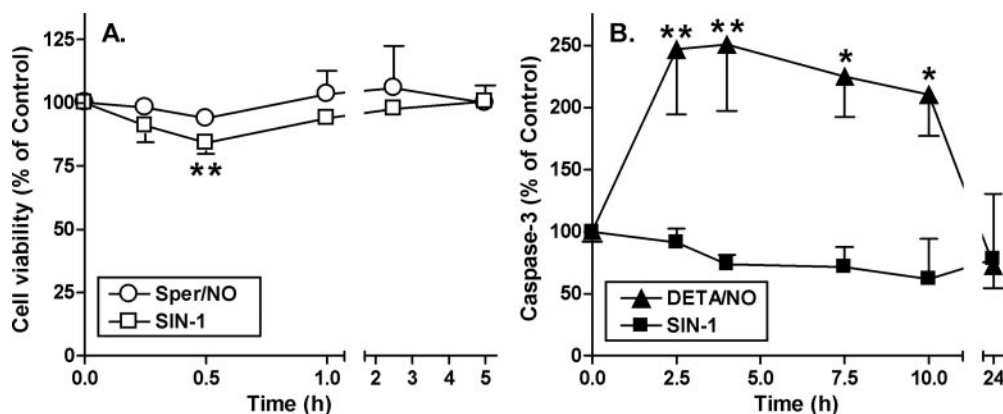 A.
Cell viability (% of Control)
125
100
75
50
25
0
**
Sper/NO
SIN-1
0.0 0.5 1.0 2 3 4 5
Time (h)
B.
Caspase-3 (% of Control)
250
200
150
100
50
0
** ** * *
DETA/NO
SIN-1
0.0 2.5 5.0 7.5 10.0 24
Time (h)